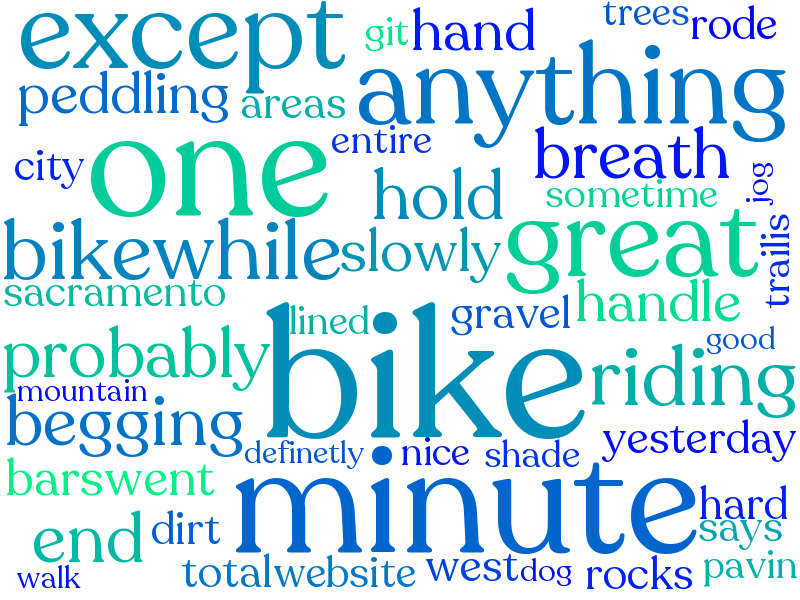 except
git
hand
trees
rode
peddling
areas
anything
one
entire
breath
city
hold
sometime
jog
bikewhile
slowly
great
trailis
sacramento
lined
gravel
handle
probably
bike
good
mountain
riding
begging
definetly
nice
shade
yesterday
barswent
minute
hard
end
dirt
says
walk
totalwebsite
west
dog
rocks
pavin